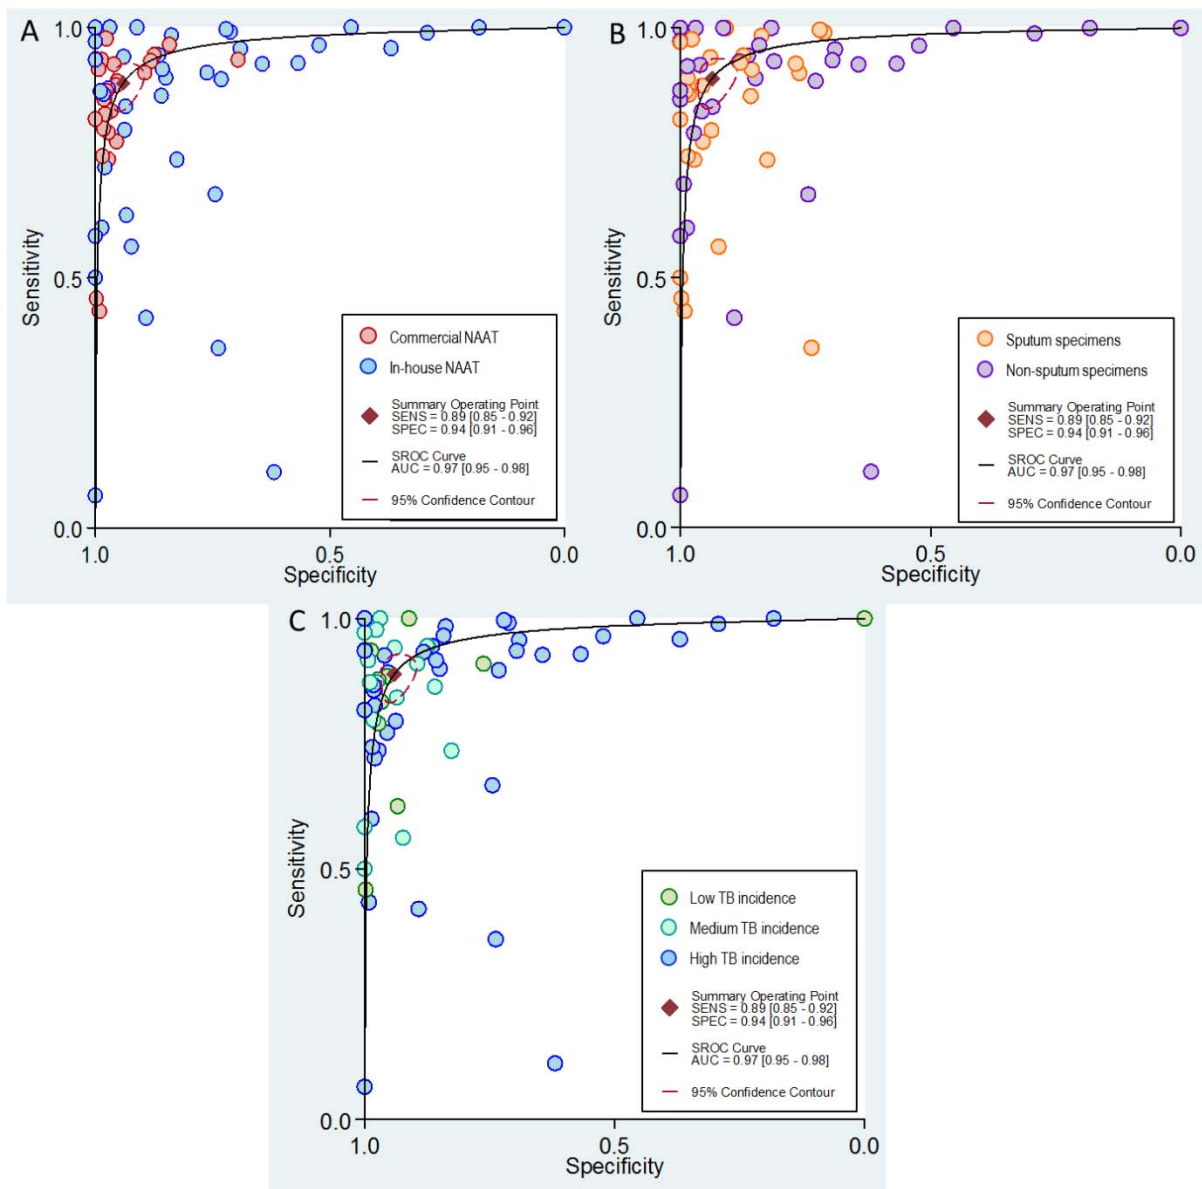 A
1.0
0.5
0.0
Sensitivity
1.0
0.5
0.0
Specificity
Commercial NAAT
In-house NAAT
Summary Operating Point
SENS = 0.89 [0.85 - 0.92]
SPEC = 0.94 [0.91 - 0.96]
SROC Curve
AUC = 0.97 [0.95 - 0.98]
95% Confidence Contour
B
1.0
0.5
0.0
Sensitivity
1.0
0.5
0.0
Specificity
Sputum specimens
Non-sputum specimens
Summary Operating Point
SENS = 0.89 [0.85 - 0.92]
SPEC = 0.94 [0.91 - 0.96]
SROC Curve
AUC = 0.97 [0.95 - 0.98]
95% Confidence Contour
C
1.0
0.5
0.0
Sensitivity
1.0
0.5
0.0
Specificity
Low TB incidence
Medium TB incidence
High TB incidence
Summary Operating Point
SENS = 0.89 [0.85 - 0.92]
SPEC = 0.94 [0.91 - 0.96]
SROC Curve
AUC = 0.97 [0.95 - 0.98]
95% Confidence Contour